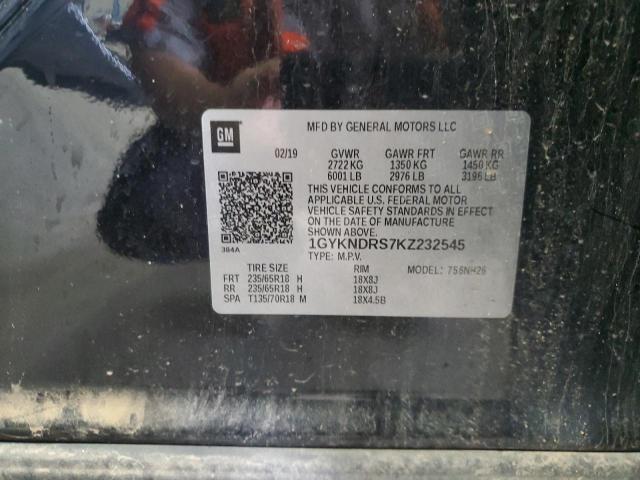 GM
MFD BY GENERAL MOTORS LLC
02/19 GVWR GAWR FRT GAWR RR
2722 KG 1350 KG 1450 KG
6001 LB 2976 LB 3196 LB
THIS VEHICLE CONFORMS TO ALL
APPLICABLE U.S. FEDERAL MOTOR
VEHICLE SAFETY STANDARDS IN EFFECT
ON THE DATE OF MANUFACTURE
SHOWN ABOVE.
1GYKNDRS7KZ232545
384A
TYPE: M.P.V.
TIRE SIZE RIM MODEL: 7S6NH26
FRT 235/65R18 H 18X8J
RR 235/65R18 H 18X8J
SPA T135/70R18 M 18X4.5B